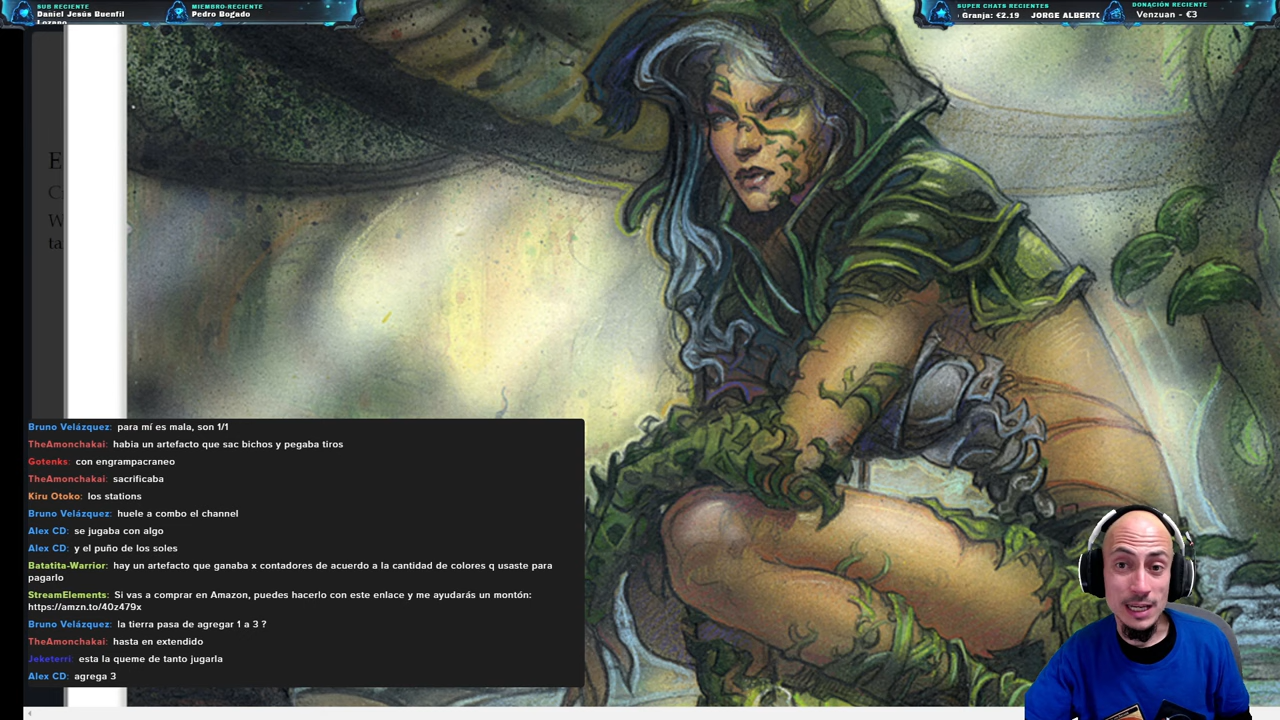 SUB RECIENTE
Daniel Jesús Buenfil
Lozano
MIEMBRO RECIENTE
Pedro Bogado
SUPER CHATS RECIENTES
Granja: €2.19 JORGE ALBERTO
DONACIÓN RECIENTE
Venzuan - €3
E
C
W
ta
Bruno Velázquez: para mí es mala, son 1/1
TheAmonchakai: habia un artefacto que sac bichos y pegaba tiros
Gotenks: con engrampacraneo
TheAmonchakai: sacrificaba
Kiru Otoko: los stations
Bruno Velázquez: huele a combo el channel
Alex CD: se jugaba con algo
Alex CD: y el puño de los soles
Batatita-Warrior: hay un artefacto que ganaba x contadores de acuerdo a la cantidad de colores q usaste para
pagarlo
StreamElements: Si vas a comprar en Amazon, puedes hacerlo con este enlace y me ayudarás un montón:
https://amzn.to/40z479x
Bruno Velázquez: la tierra pasa de agregar 1 a 3 ?
TheAmonchakai: hasta en extendido
Jeketerri: esta la queme de tanto jugarla
Alex CD: agrega 3